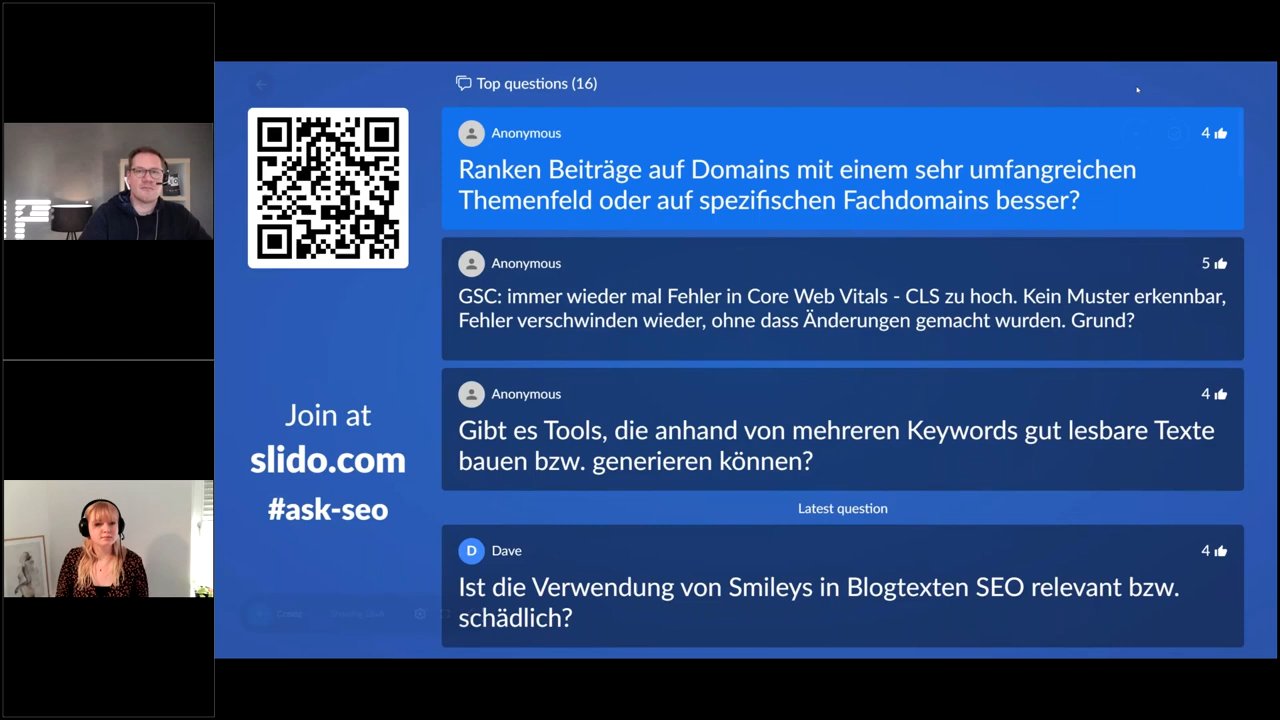 Top questions (16)
Anonymous
4
Ranken Beiträge auf Domains mit einem sehr umfangreichen
Themenfeld oder auf spezifischen Fachdomains besser?
Anonymous
5
GSC: immer wieder mal Fehler in Core Web Vitals - CLS zu hoch. Kein Muster erkennbar,
Fehler verschwinden wieder, ohne dass Änderungen gemacht wurden. Grund?
Anonymous
4
Gibt es Tools, die anhand von mehreren Keywords gut lesbare Texte
bauen bzw. generieren können?
Join at
slido.com
#ask-seo
Latest question
D
Dave
4
Ist die Verwendung von Smileys in Blogtexten SEO relevant bzw.
schädlich?